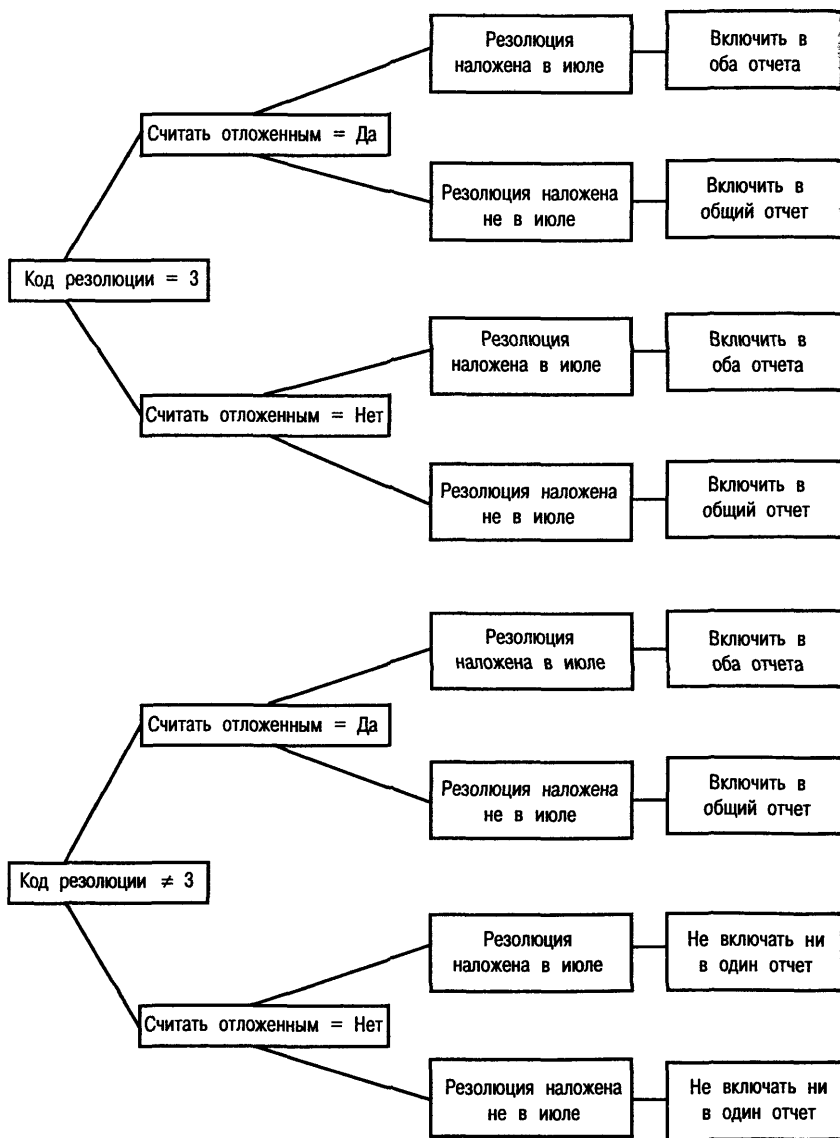 Резолюция
наложена в июле
Включить в
оба отчета
Считать отложенным = Да
Резолюция наложена
не в июле
Включить в
общий отчет
Код резолюции = 3
Резолюция
наложена в июле
Включить в
оба отчета
Считать отложенным = Нет
Резолюция наложена
не в июле
Включить в
общий отчет
Резолюция
наложена в июле
Включить в
оба отчета
Считать отложенным = Да
Резолюция наложена
не в июле
Включить в
общий отчет
Код резолюции ≠ 3
Резолюция
наложена в июле
Не включать ни
в один отчет
Считать отложенным = Нет
Резолюция наложена
не в июле
Не включать ни
в один отчет